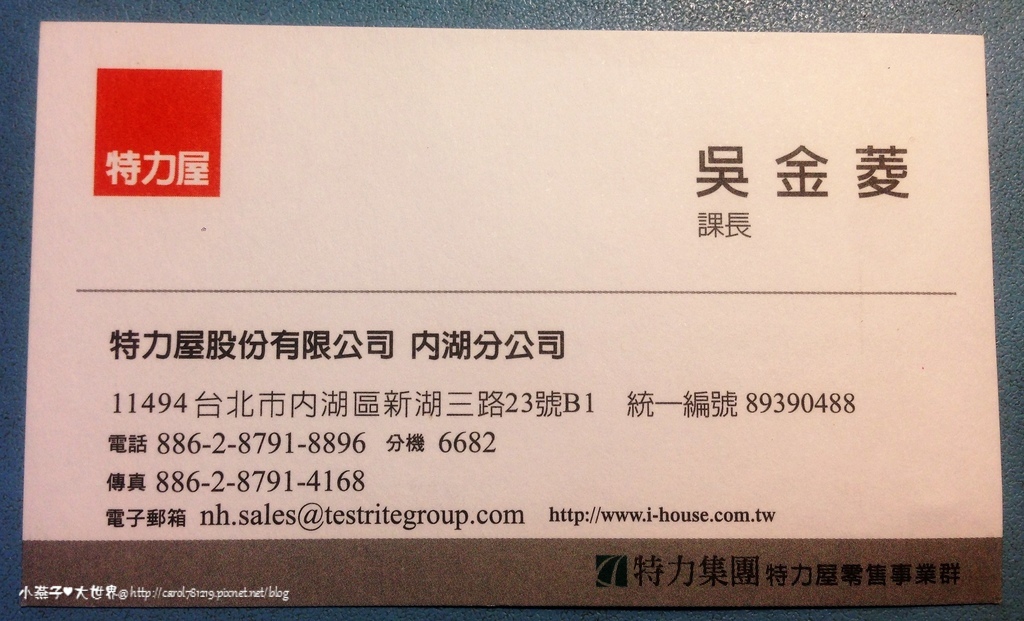 特力屋
吳金菱
課長
特力屋股份有限公司 內湖分公司
11494台北市內湖區新湖三路23號B1 統一編號 89390488
電話 886-2-8791-8896 分機 6682
傳真 886-2-8791-4168
電子郵箱 nh.sales@testritegroup.com http://www.i-house.com.tw
特力集團 特力屋零售事業群
小燕子♥大世界@http://carol781219.pixnet.net/blog